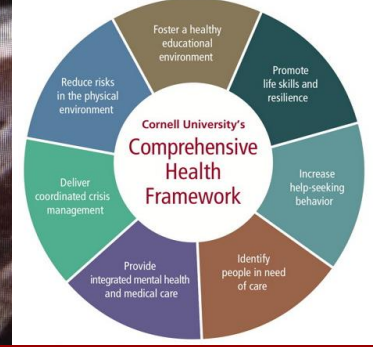 Foster a healthy
educational
environment
Promote
life skills and
resilience
Increase
help-seeking
behavior
Identify
people in need
of care
Provide
integrated mental health
and medical care
Deliver
coordinated crisis
management
Reduce risks
in the physical
environment
Cornell University's
Comprehensive
Health
Framework